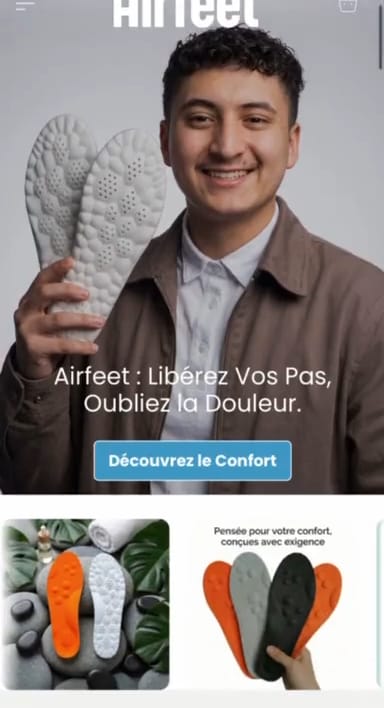 Airfeet
Airfeet : Libérez Vos Pas,
Oubliez la Douleur.
Découvrez le Confort
Pensée pour votre confort,
conçues avec exigence